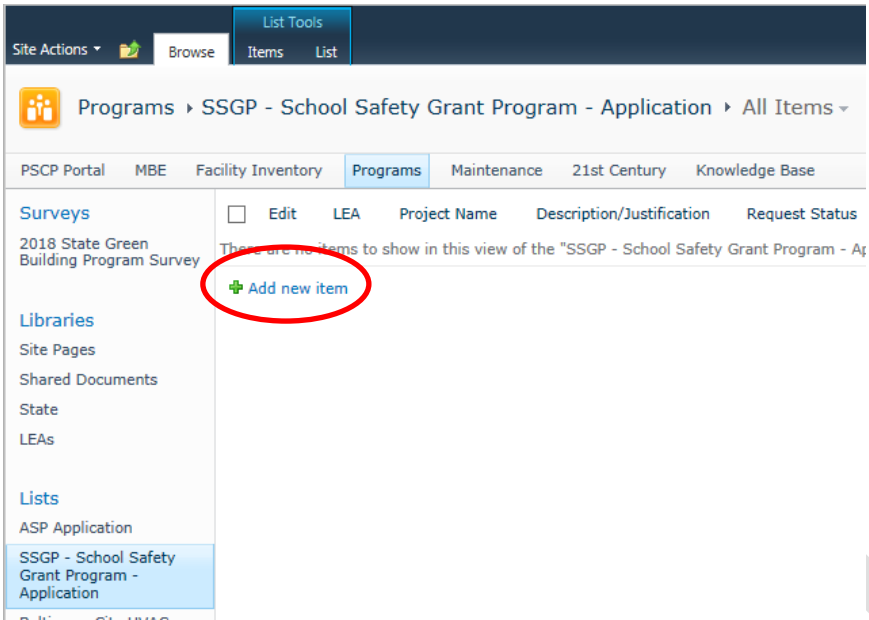 List Tools
Site Actions Browse Items List
Programs SSGP - School Safety Grant Program - Application All Items
PSCP Portal MBE Facility Inventory Programs Maintenance 21st Century Knowledge Base
Surveys
2018 State Green
Building Program Survey
Libraries
Site Pages
Shared Documents
State
LEAs
Lists
ASP Application
SSGP - School Safety
Grant Program -
Application
Edit LEA Project Name Description/Justification Request Status
There are no items to show in this view of the "SSGP - School Safety Grant Program -
Add new item